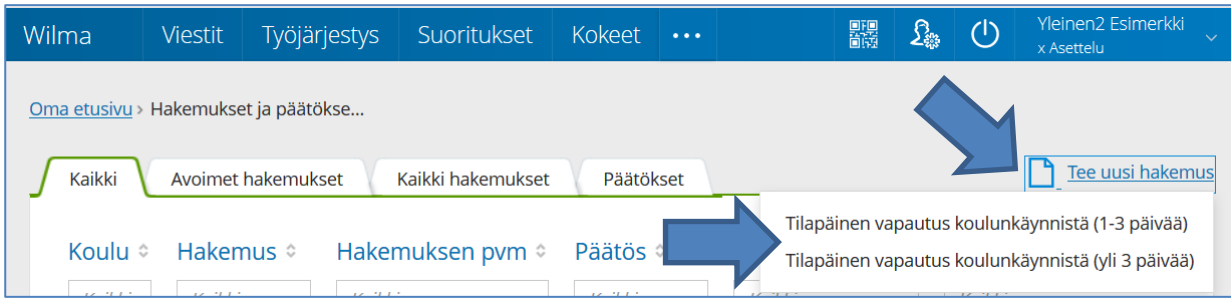 Wilma Viestit Työjärjestys Suoritukset Kokeet ••• Yleinen2 Esimerkki
x Asettelu
Oma etusivu › Hakemukset ja päätökse...
Kaikki Avoimet hakemukset Kaikki hakemukset Päätökset
Tee uusi hakemus
Tilapäinen vapautus koulunkäynnistä (1-3 päivää)
Koulu Hakemus Hakemuksen pvm Päätös
Tilapäinen vapautus koulunkäynnistä (yli 3 päivää)